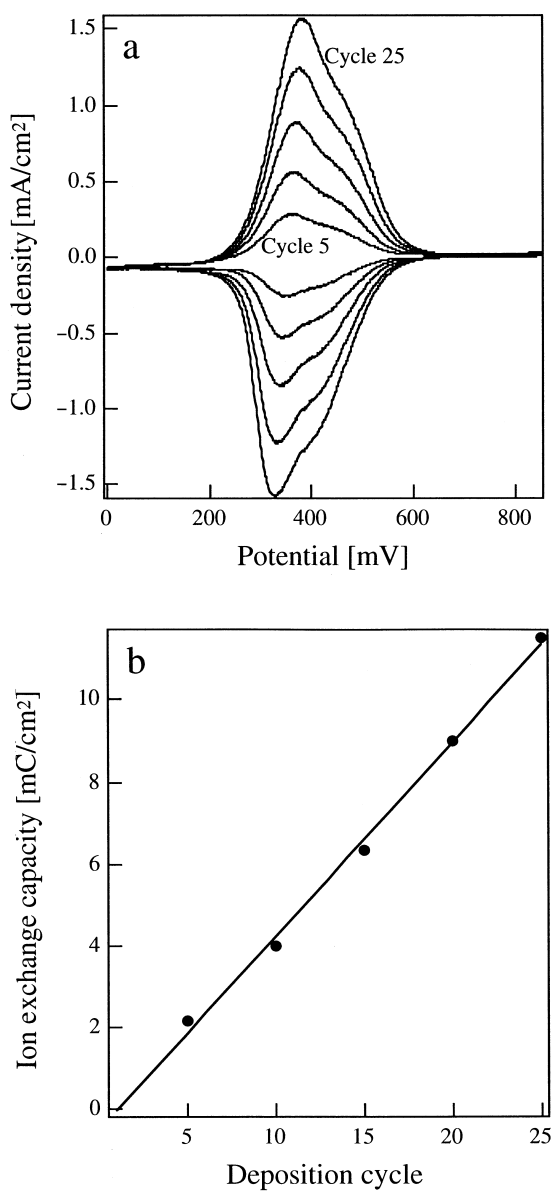 a
Cycle 25
Cycle 5
1.5
1.0
0.5
0.0
-0.5
-1.0
-1.5
Current density [mA/cm2]
0 200 400 600 800
Potential [mV]
b
10
8
6
4
2
0
Ion exchange capacity [mC/cm2]
5 10 15 20 25
Deposition cycle